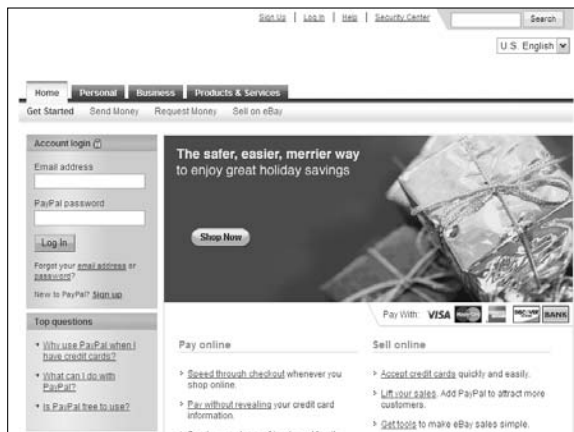 Sign Up | Log In | Help | Security Center
Search
U.S. English
Home Personal Business Products & Services
Get Started Send Money Request Money Sell on eBay
Account login
Email address
PayPal password
Log In
Forgot your email address or
password?
New to PayPal? Sign up
Top questions
Why use PayPal when I
have credit cards?
What can I do with
PayPal?
Is PayPal free to use?
The safer, easier, merrier way
to enjoy great holiday savings
Shop Now
Pay With: VISA MasterCard DISCOVER BANK
Pay online
Speed through checkout whenever you
shop online.
Pay without revealing your credit card
information.
Sell online
Accept credit cards quickly and easily.
Lift your sales. Add PayPal to attract more
customers.
Get tools to make eBay sales simple.